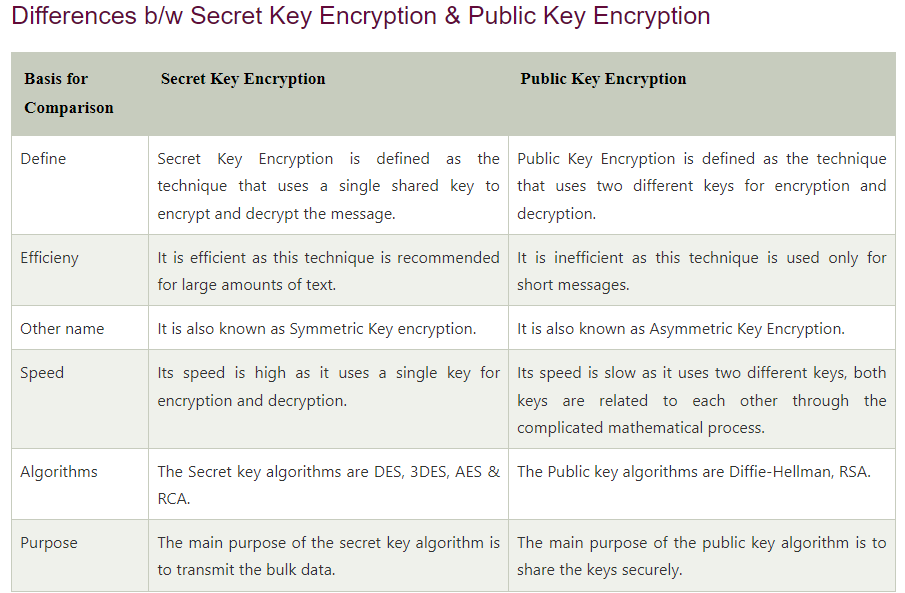 Differences b/w Secret Key Encryption & Public Key Encryption
Basis for
Comparison
Secret Key Encryption
Public Key Encryption
Define
Secret Key Encryption is defined as the
technique that uses a single shared key to
encrypt and decrypt the message.
Public Key Encryption is defined as the technique
that uses two different keys for encryption and
decryption.
Efficieny
It is efficient as this technique is recommended
for large amounts of text.
It is inefficient as this technique is used only for
short messages.
Other name
It is also known as Symmetric Key encryption.
It is also known as Asymmetric Key Encryption.
Speed
Its speed is high as it uses a single key for
encryption and decryption.
Its speed is slow as it uses two different keys, both
keys are related to each other through the
complicated mathematical process.
Algorithms
The Secret key algorithms are DES, 3DES, AES &
RCA.
The Public key algorithms are Diffie-Hellman, RSA.
Purpose
The main purpose of the secret key algorithm is
to transmit the bulk data.
The main purpose of the public key algorithm is to
share the keys securely.